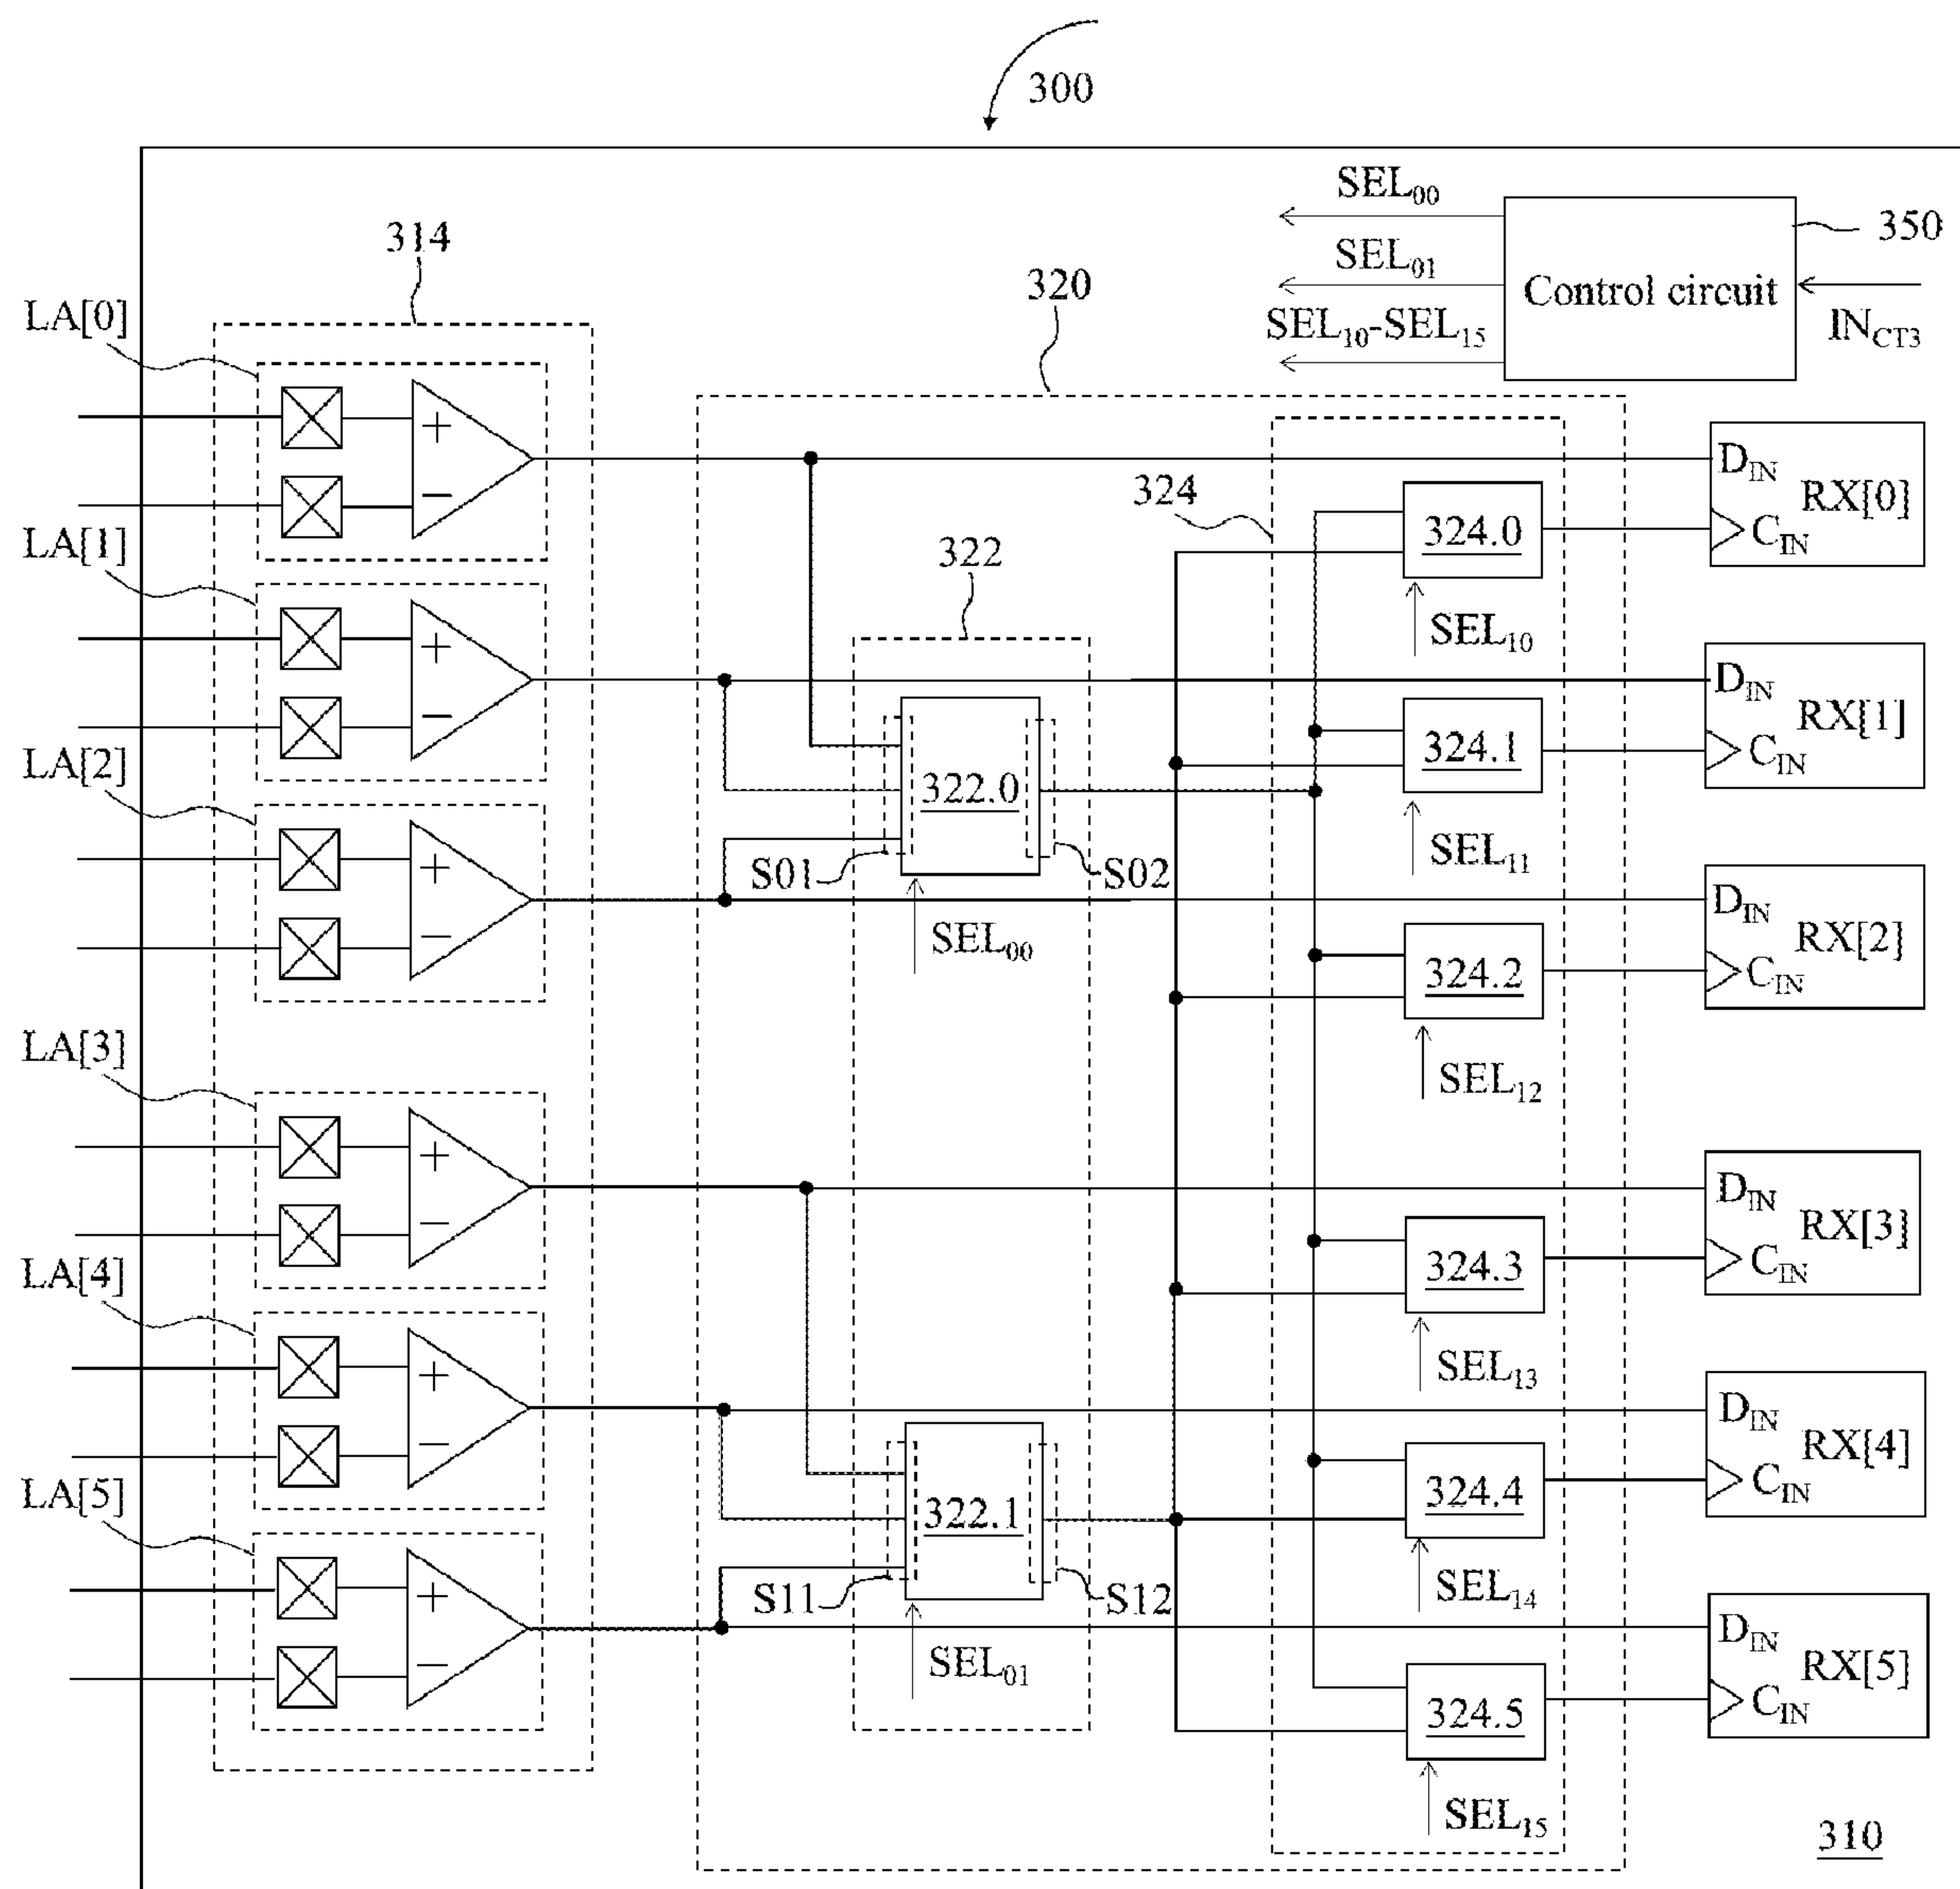 300
SEL00
350
314
SEL01
320
Control circuit
LA[0]
SEL10-SEL15
INCT3
+
−
DIN
RX[0]
CIN
324
324.0
LA[1]
322
SEL10
+
−
DIN
RX[1]
CIN
324.1
LA[2]
322.0
S01
S02
SEL11
+
−
DIN
RX[2]
CIN
SEL00
324.2
LA[3]
SEL12
+
−
DIN
RX[3]
CIN
324.3
LA[4]
SEL13
+
−
DIN
RX[4]
CIN
324.4
LA[5]
322.1
S11
S12
SEL14
+
−
DIN
RX[5]
CIN
SEL01
324.5
SEL15
310